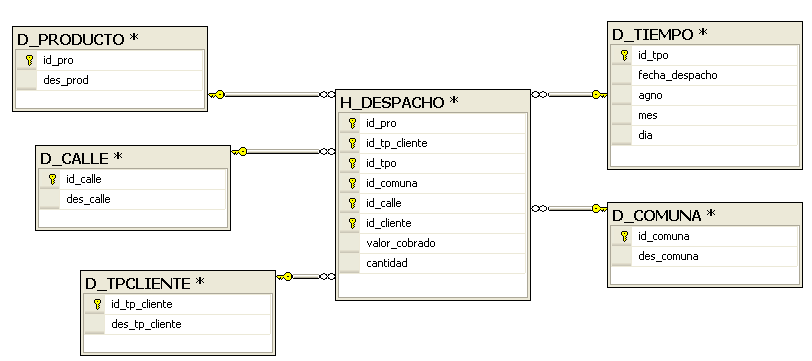 D_PRODUCTO *
id_pro
des_prod
D_CALLE *
id_calle
des_calle
D_TPCLIENTE *
id_tp_cliente
des_tp_cliente
H_DESPACHO *
id_pro
id_tp_cliente
id_tpo
id_comuna
id_calle
id_cliente
valor_cobrado
cantidad
D_TIEMPO *
id_tpo
fecha_despacho
agno
mes
dia
D_COMUNA *
id_comuna
des_comuna